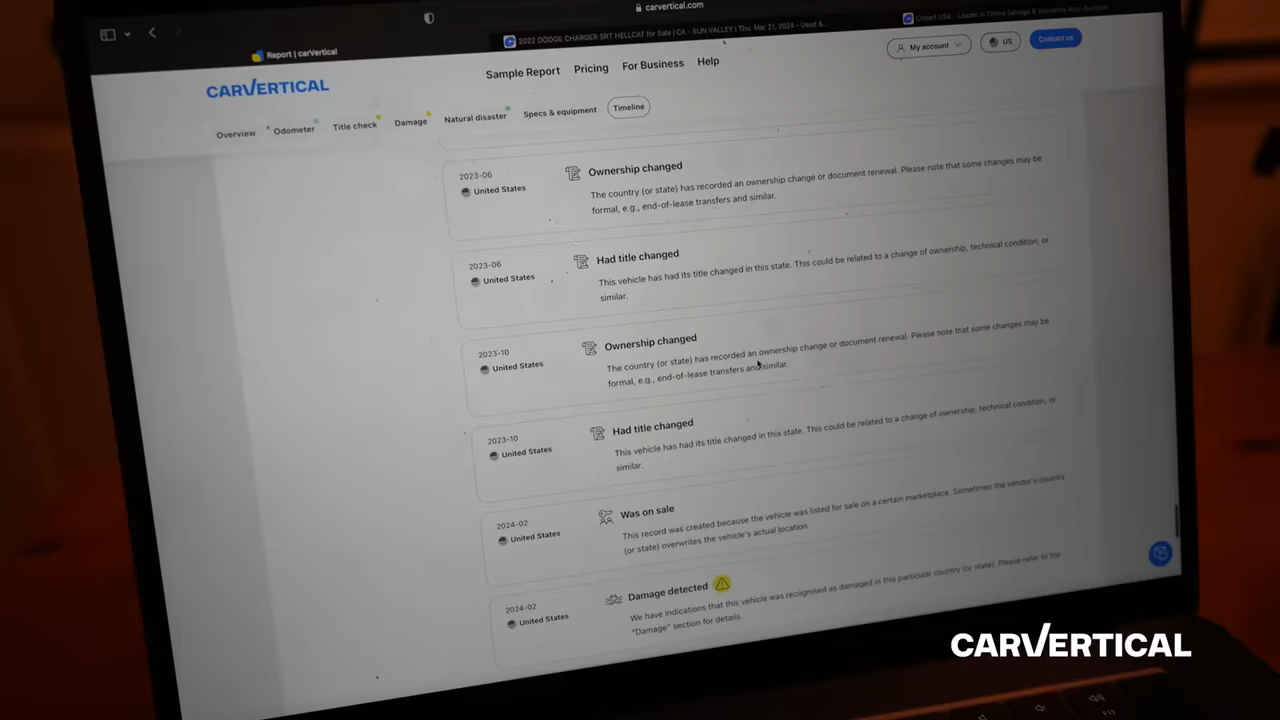 carvertical.com
Report | carVertical
2022 DODGE CHARGER SRT HELLCAT for Sale | CA - SUN VALLEY | Thu. Mar 21, 2024 - Used &...
Copart USA - Leader in Online Salvage & Insurance Auto Auctions
CARVERTICAL
Sample Report
Pricing
For Business
Help
My account
US
Contact us
Overview
Odometer
Title check
Damage
Natural disaster
Specs & equipment
Timeline
2023-06
United States
Ownership changed
The country (or state) has recorded an ownership change or document renewal. Please note that some changes may be
formal, e.g., end-of-lease transfers and similar.
2023-06
United States
Had title changed
This vehicle has had its title changed in this state. This could be related to a change of ownership, technical condition, or
similar.
2023-10
United States
Ownership changed
The country (or state) has recorded an ownership change or document renewal. Please note that some changes may be
formal, e.g., end-of-lease transfers and similar.
2023-10
United States
Had title changed
This vehicle has had its title changed in this state. This could be related to a change of ownership, technical condition, or
similar.
2024-02
United States
Was on sale
This record was created because the vehicle was listed for sale on a certain marketplace. Sometimes the vendor's country
(or state) overwrites the vehicle's actual location.
2024-02
United States
Damage detected
We have indications that this vehicle was recognised as damaged in this particular country (or state). Please refer to the
"Damage" section for details.
CARVERTICAL
F12